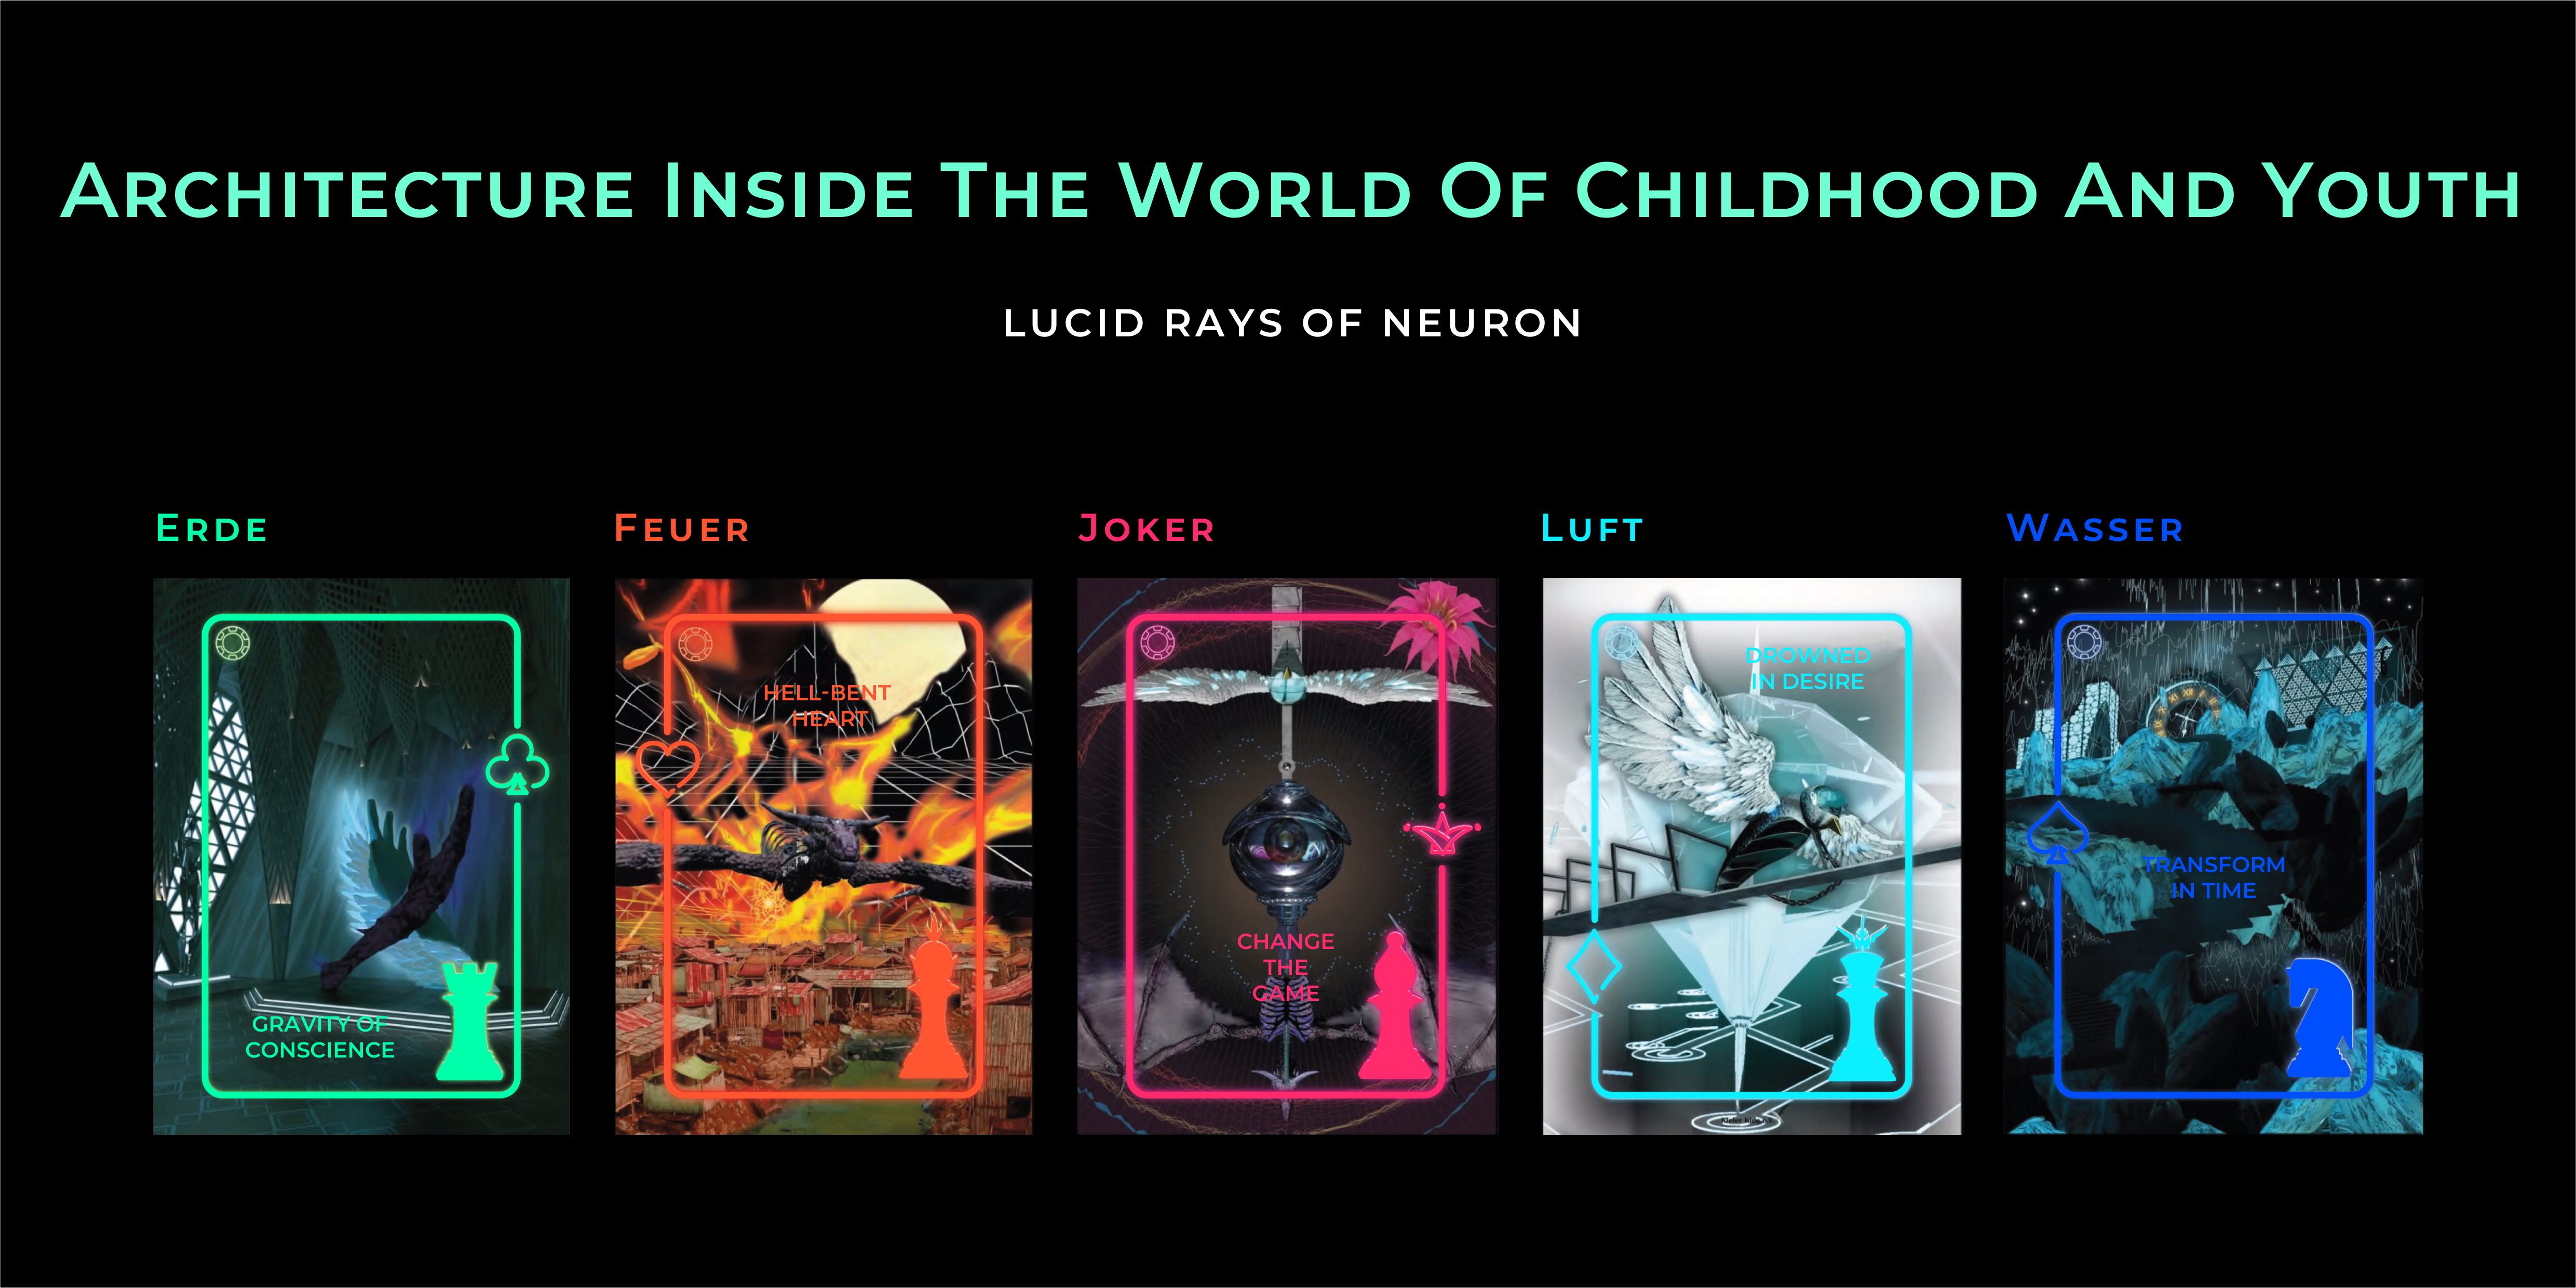 Architecture Inside The World Of Childhood And Youth
LUCID RAYS OF NEURON
Erde
Feuer
Joker
Luft
Wasser
GRAVITY OF
CONSCIENCE
HELL-BENT
HEART
CHANGE
THE
GAME
DROWNED
IN DESIRE
TRANSFORM
IN TIME